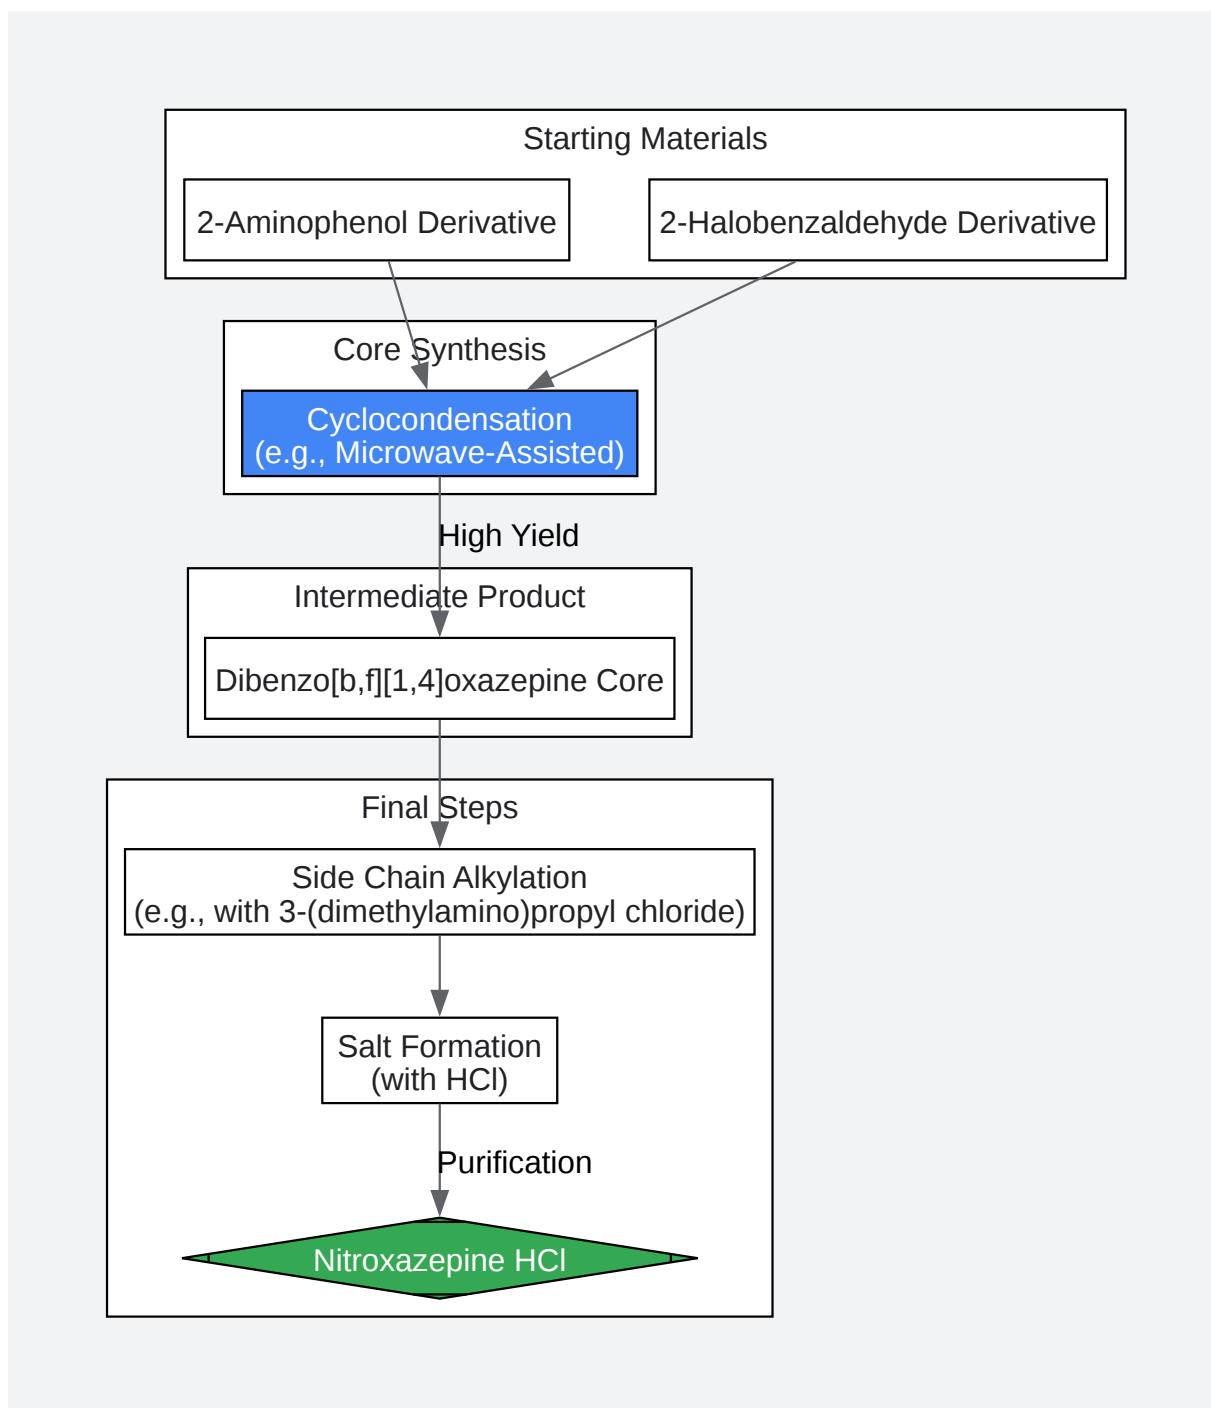 Starting Materials
2-Aminophenol Derivative
2-Halobenzaldehyde Derivative
Core Synthesis
Cyclocondensation
(e.g., Microwave-Assisted)
High Yield
Intermediate Product
Dibenzo[b,f][1,4]oxazepine Core
Final Steps
Side Chain Alkylation
(e.g., with 3-(dimethylamino)propyl chloride)
Salt Formation
(with HCl)
Purification
Nitroxazepine HCl